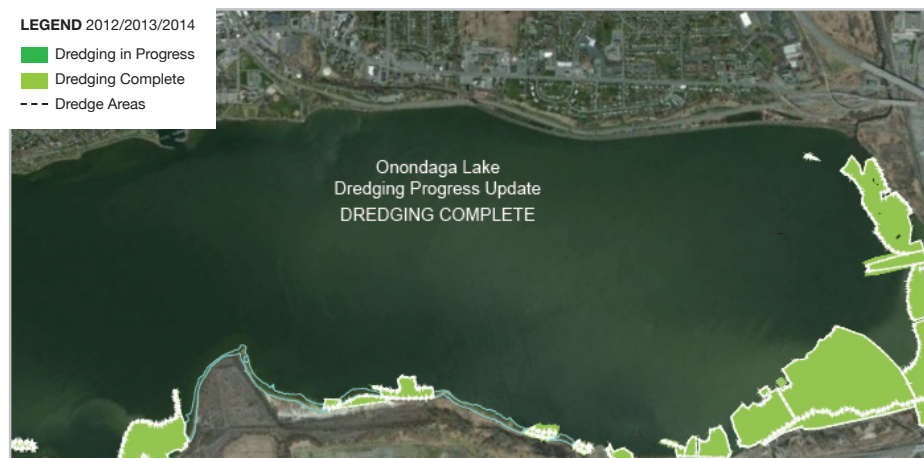 LEGEND 2012/2013/2014
Dredging in Progress
Dredging Complete
Dredge Areas
Onondaga Lake
Dredging Progress Update
DREDGING COMPLETE